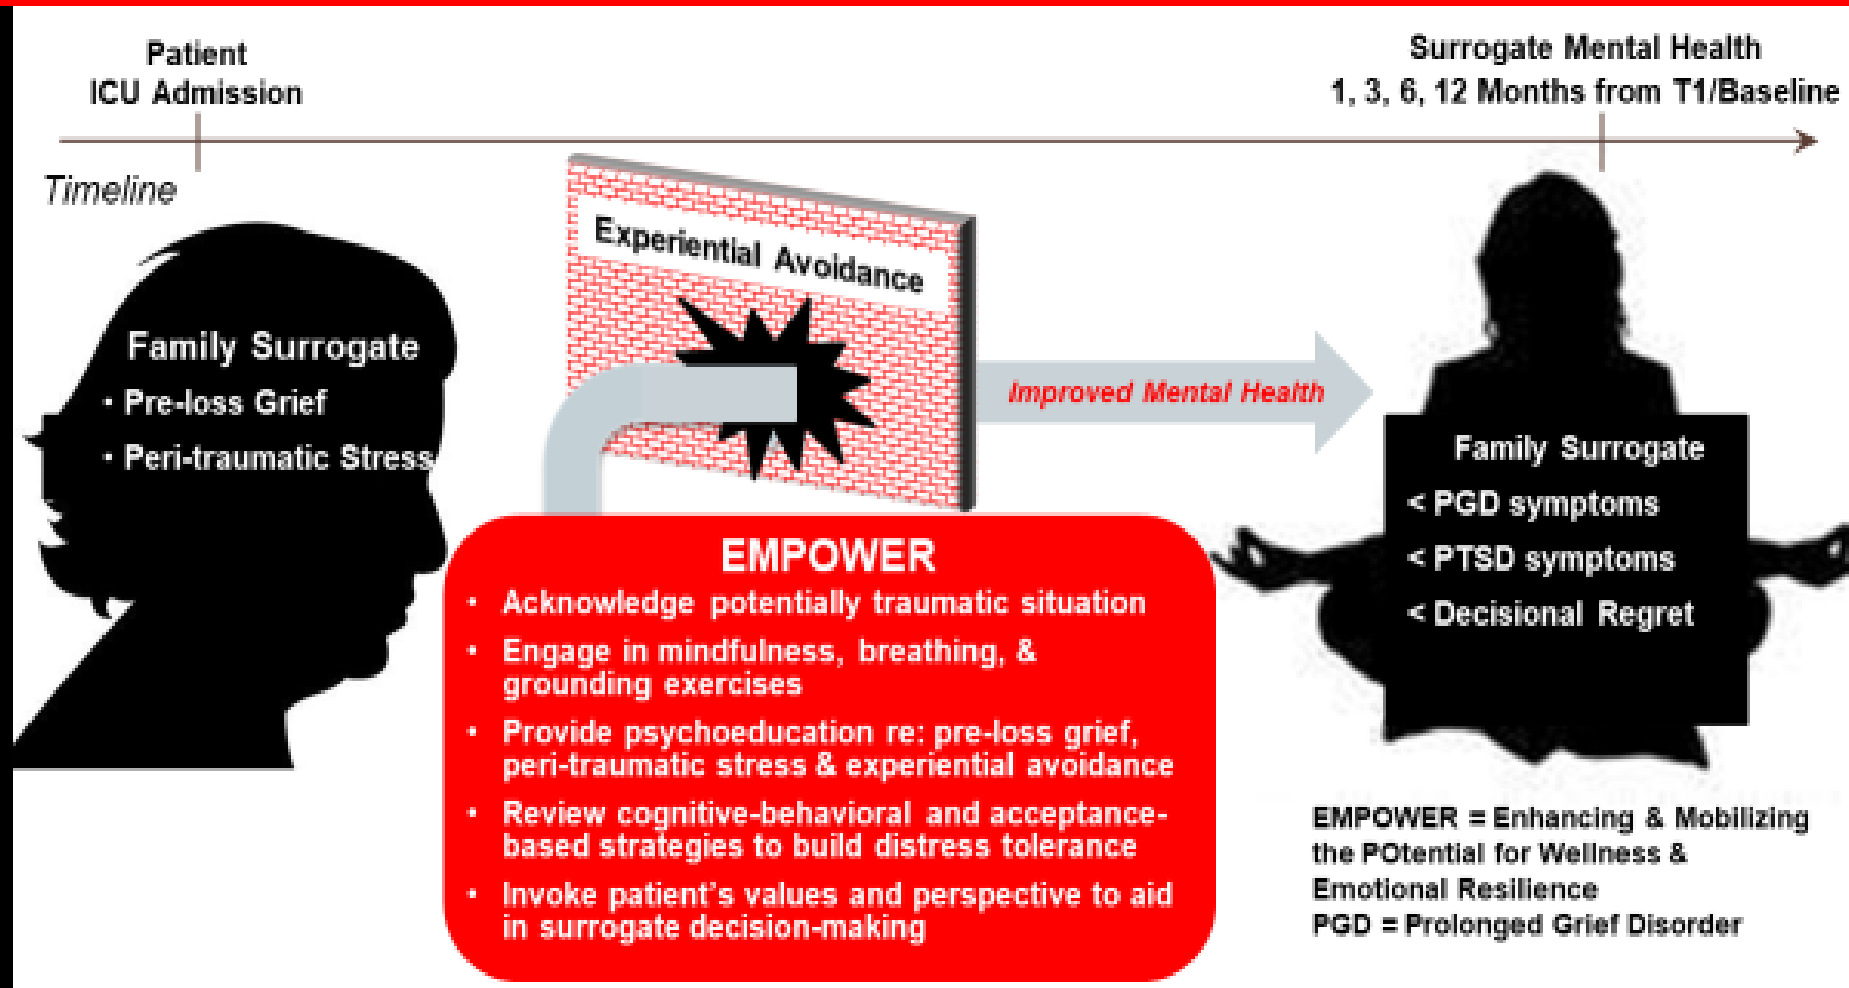 Patient
ICU Admission
Surrogate Mental Health
1, 3, 6, 12 Months from T1/Baseline
Timeline
Family Surrogate
• Pre-loss Grief
• Peri-traumatic Stress
Experiential Avoidance
Improved Mental Health
EMPOWER
• Acknowledge potentially traumatic situation
• Engage in mindfulness, breathing, &
grounding exercises
• Provide psychoeducation re: pre-loss grief,
peri-traumatic stress & experiential avoidance
• Review cognitive-behavioral and acceptance-
based strategies to build distress tolerance
• Invoke patient's values and perspective to aid
in surrogate decision-making
Family Surrogate
< PGD symptoms
< PTSD symptoms
< Decisional Regret
EMPOWER = Enhancing & Mobilizing
the POtential for Wellness &
Emotional Resilience
PGD = Prolonged Grief Disorder